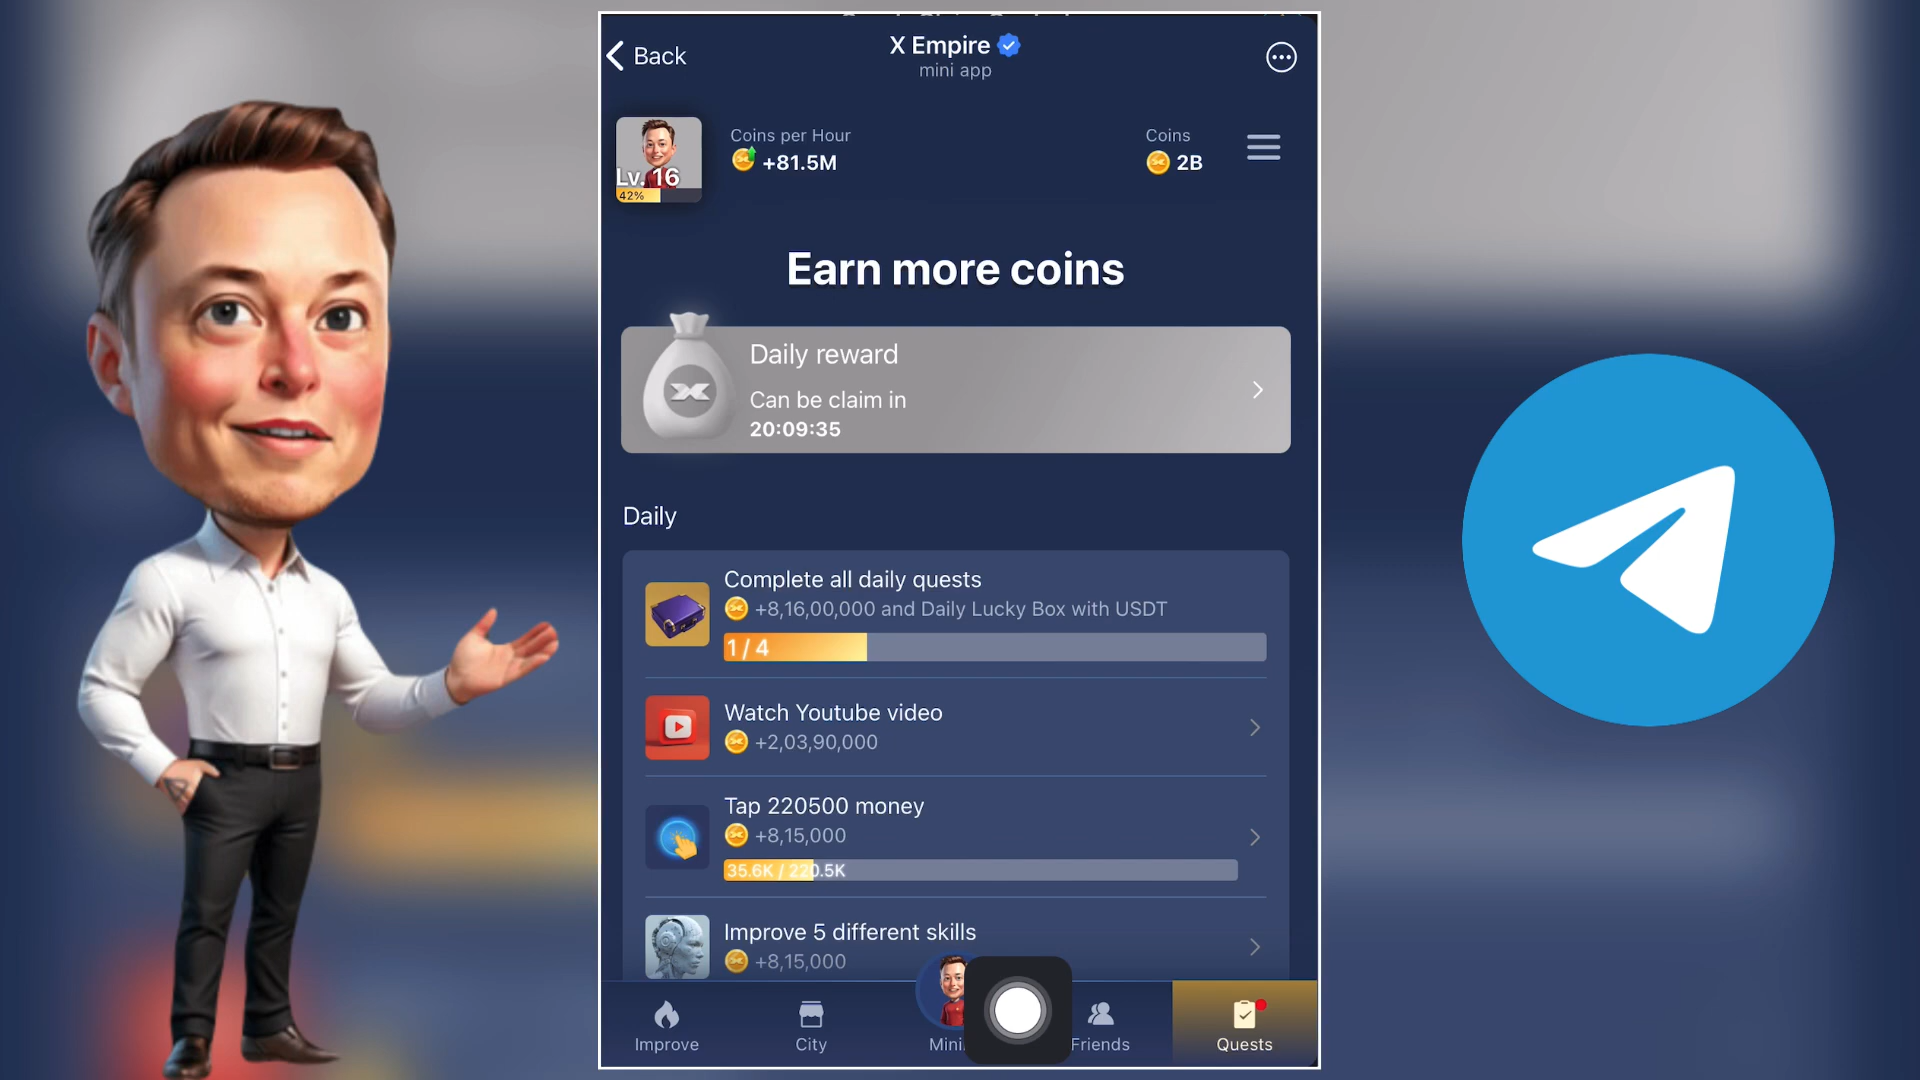 Back
X Empire
mini app
Lv. 16
42%
Coins per Hour
+81.5M
Coins
2B
Earn more coins
Daily reward
Can be claim in
20:09:35
Daily
Complete all daily quests
+8,16,00,000 and Daily Lucky Box with USDT
1 / 4
Watch Youtube video
+2,03,90,000
Tap 220500 money
+8,15,000
35.6K / 220.5K
Improve 5 different skills
+8,15,000
Improve
City
Mini
Friends
Quests